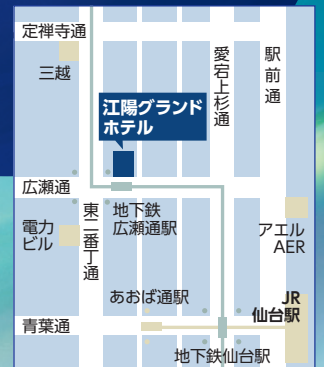 定禅寺通
三越
愛宕上杉通
駅前通
江陽グランド
ホテル
広瀬通
東二番丁通
地下鉄
広瀬通駅
電力
ビル
アエル
AER
あおば通駅
JR
仙台駅
青葉通
地下鉄仙台駅